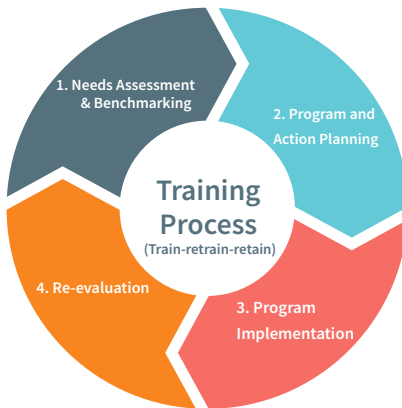 1. Needs Assessment
& Benchmarking
2. Program and
Action Planning
Training
Process
(Train-retrain-retain)
4. Re-evaluation
3. Program
Implementation